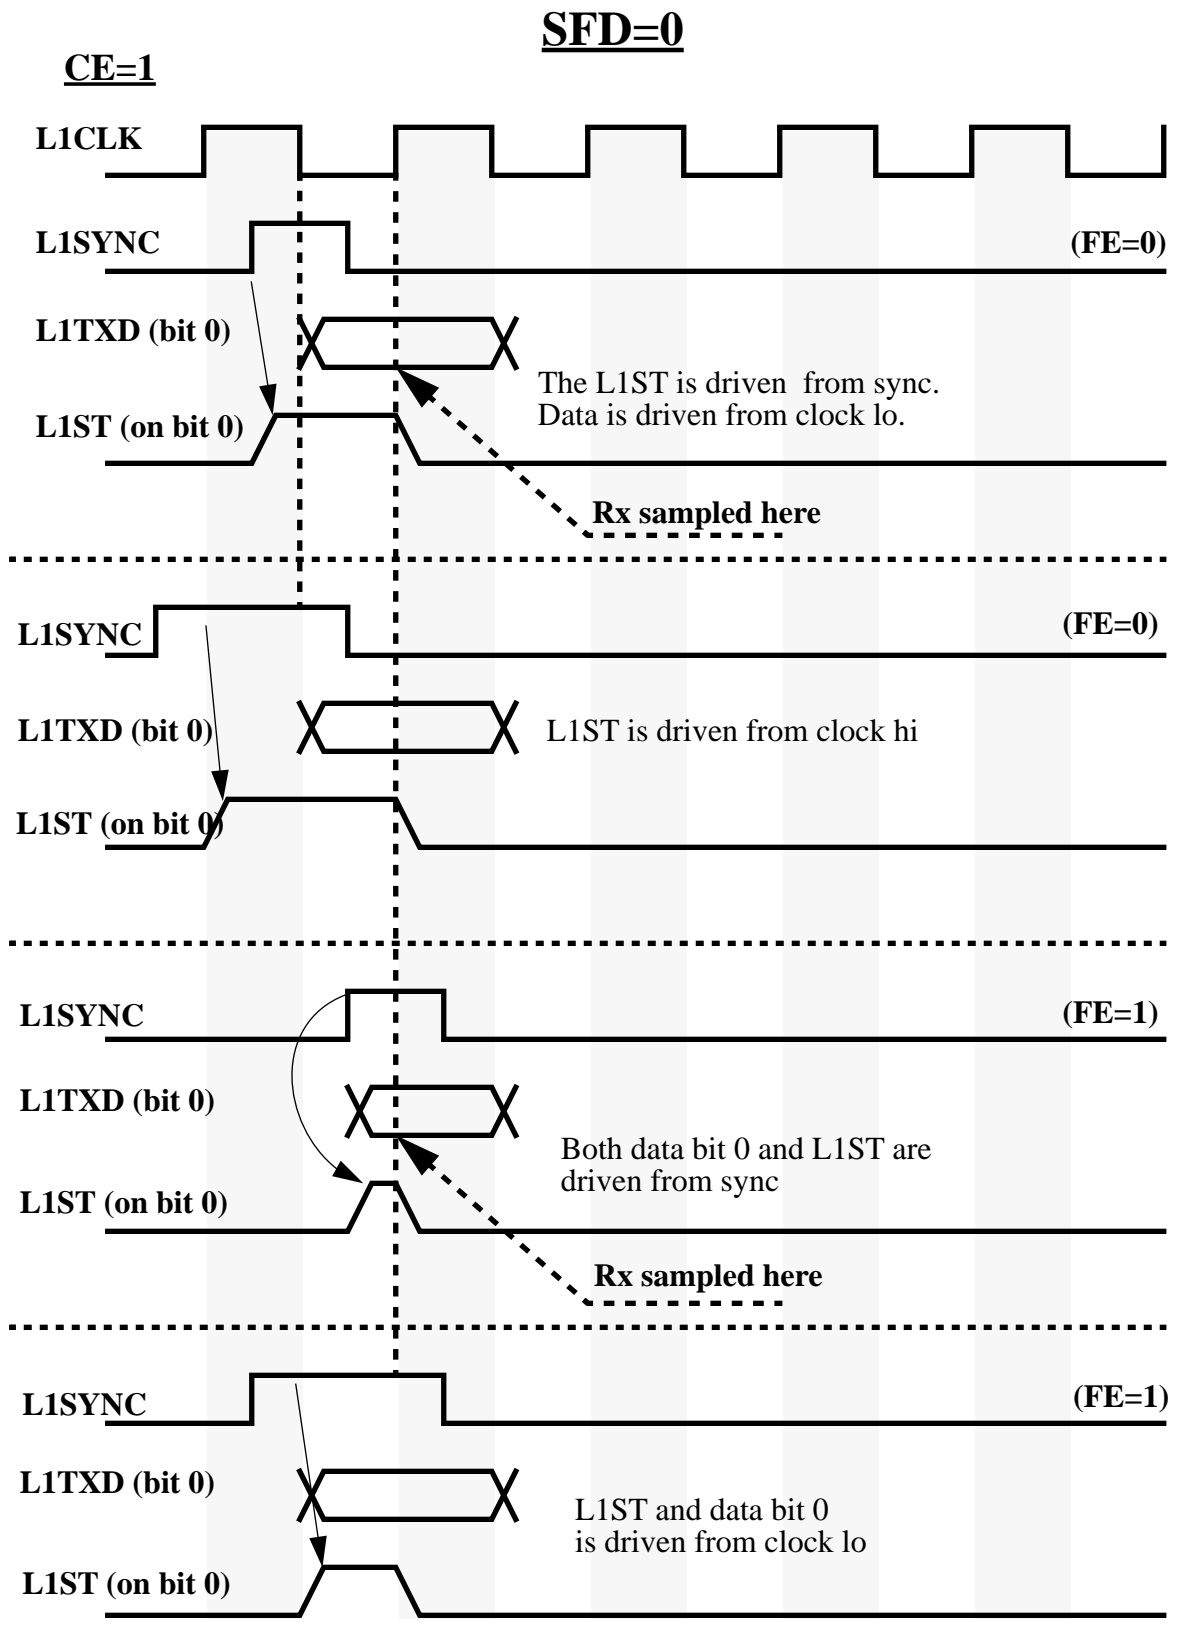 SFD=0
CE=1
L1CLK
L1SYNC
(FE=0)
L1TXD (bit 0)
The L1ST is driven from sync.
Data is driven from clock lo.
L1ST (on bit 0)
Rx sampled here
L1SYNC
(FE=0)
L1TXD (bit 0)
L1ST is driven from clock hi
L1ST (on bit 0)
L1SYNC
(FE=1)
L1TXD (bit 0)
Both data bit 0 and L1ST are
driven from sync
L1ST (on bit 0)
Rx sampled here
L1SYNC
(FE=1)
L1TXD (bit 0)
L1ST and data bit 0
is driven from clock lo
L1ST (on bit 0)